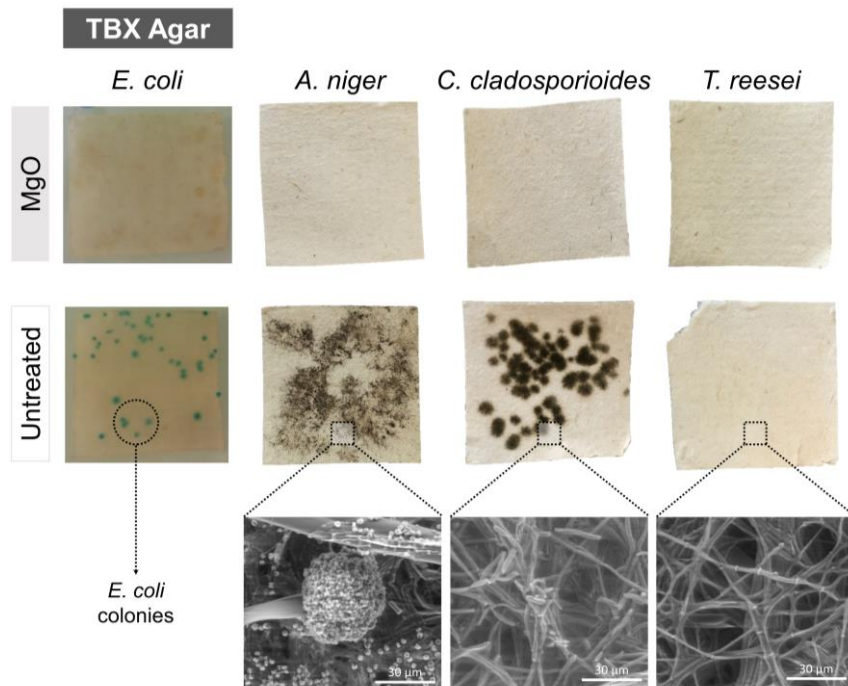 TBX Agar
E. coli
A. niger
C. cladosporioides
T. reesei
MgO
Untreated
E. coli
colonies
30 μm
30 μm
30 μm